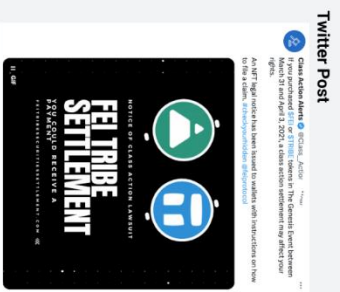 Twitter Post
Class Action Alerts @Class_Action
If you purchased $FEI or $TRIBE tokens in The Genesis Event between
March 31 and April 3, 2021, a class action settlement may affect your
rights.
An NFT legal notice has been issued to wallets with instructions on how
to file a claim. #checkyourhidden @feiprotocol
NOTICE OF CLASS ACTION LAWSUIT
FEI TRIBE
SETTLEMENT
YOU COULD RECEIVE A
PAYMENT.
GIF